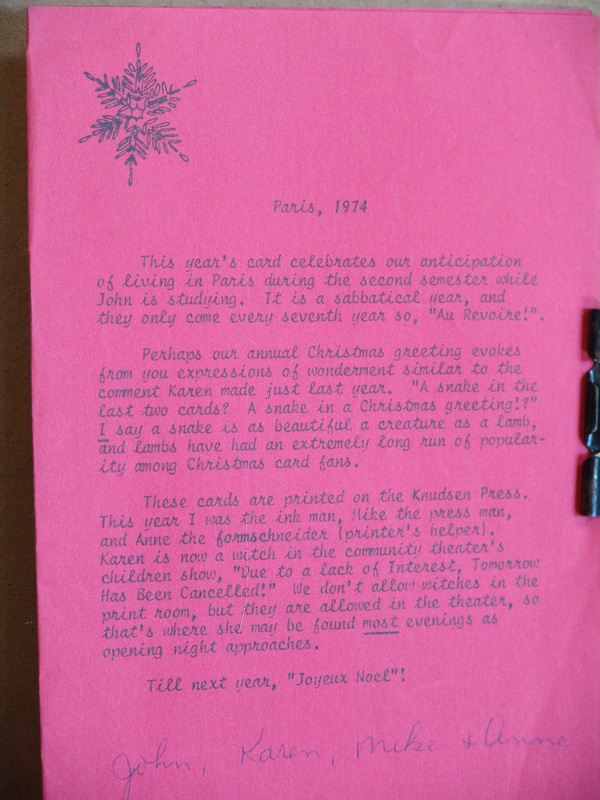 Paris, 1974
This year's card celebrates our anticipation
of living in Paris during the second semester while
John is studying. It is a sabbatical year, and
they only come every seventh year so, "Au Revoire!".
Perhaps our annual Christmas greeting evokes
from you expressions of wonderment similar to the
comment Karen made just last year. "A snake in the
last two cards? A snake in a Christmas greeting!?"
I say a snake is as beautiful a creature as a lamb,
and lambs have had an extremely long run of popular-
ity among Christmas card fans.
These cards are printed on the Knudsen Press.
This year I was the ink man, Mike the press man,
and Anne the formschneider (printer's helper).
Karen is now a witch in the community theater's
children show, "Due to a lack of Interest, Tomorrow
Has Been Cancelled!" We don't allow witches in the
print room, but they are allowed in the theater, so
that's where she may be found most evenings as
opening night approaches.
Till next year, "Joyeux Noel"!
John, Karen, Mike + Anne